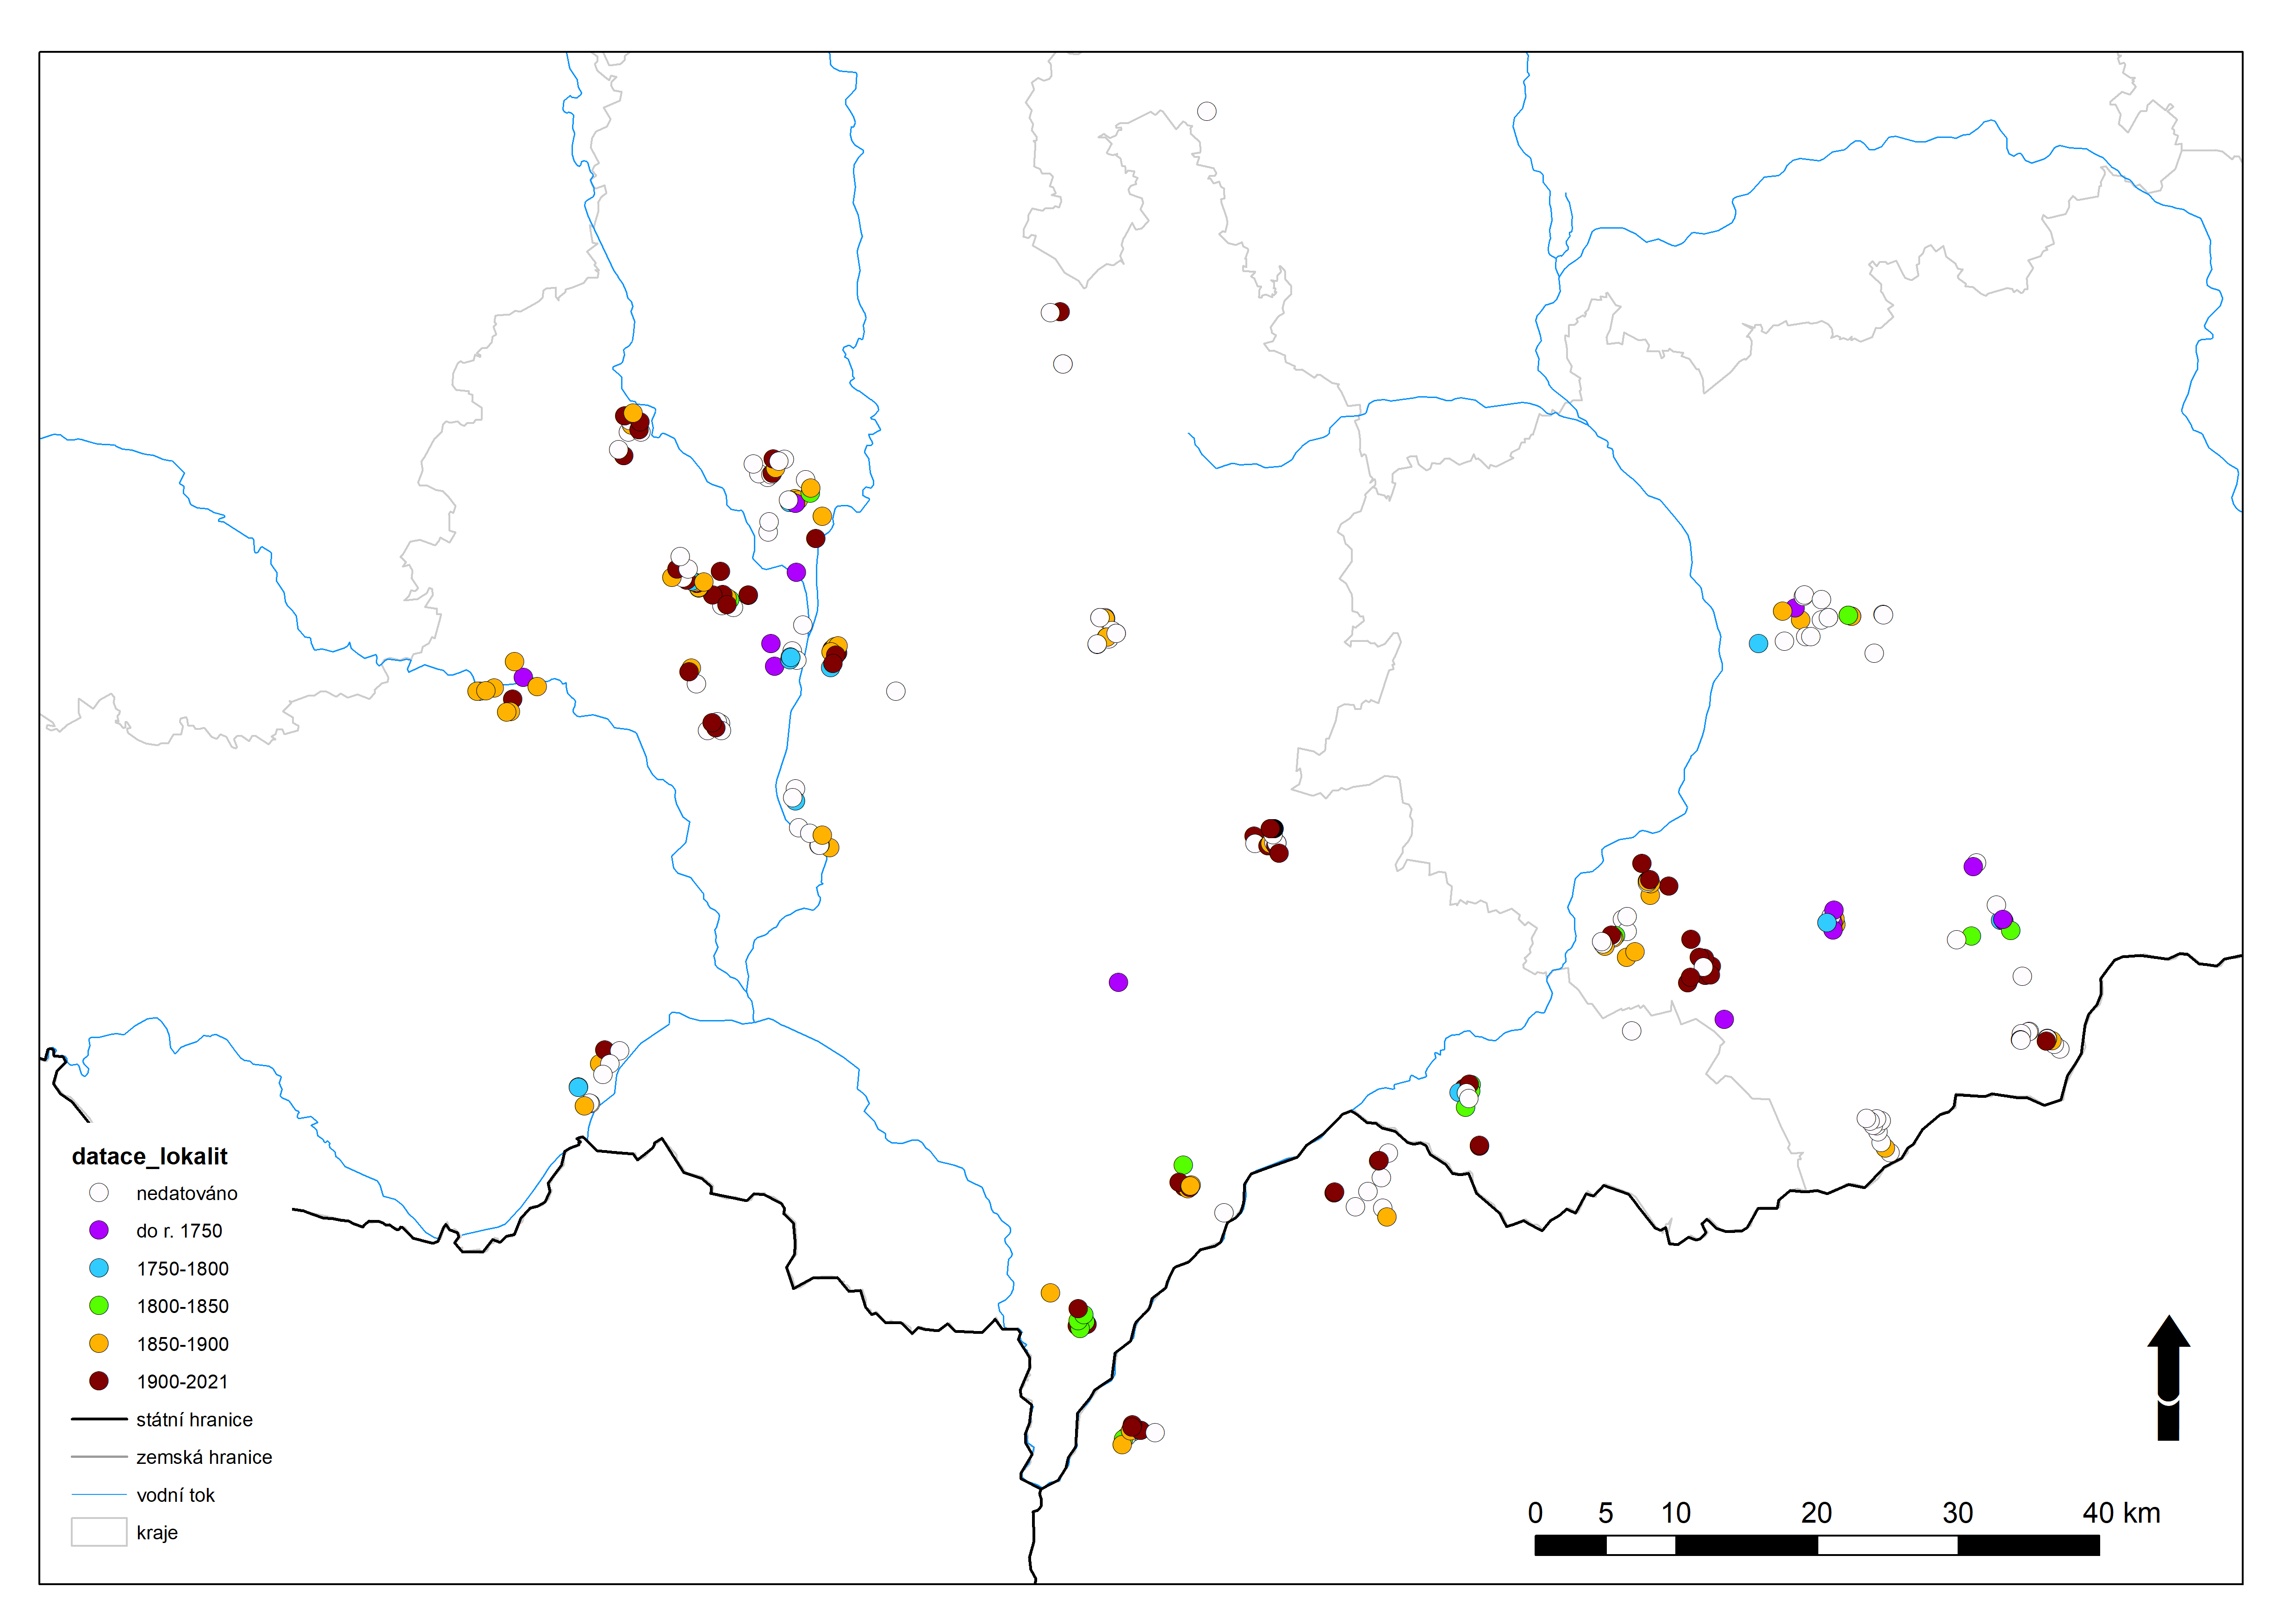 datace_lokalit
nedatováno
do r. 1750
1750-1800
1800-1850
1850-1900
1900-2021
státní hranice
zemská hranice
vodní tok
kraje
0 5 10 20 30 40 km